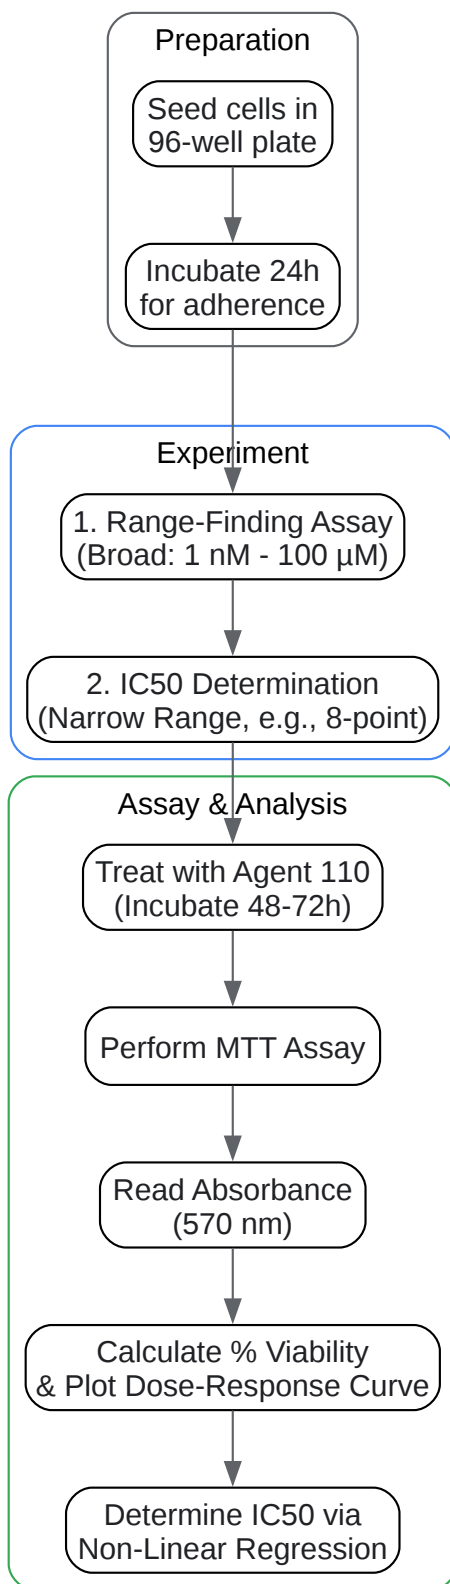 Preparation
Seed cells in
96-well plate
Incubate 24h
for adherence
Experiment
1. Range-Finding Assay
(Broad: 1 nM - 100 µM)
2. IC50 Determination
(Narrow Range, e.g., 8-point)
Assay & Analysis
Treat with Agent 110
(Incubate 48-72h)
Perform MTT Assay
Read Absorbance
(570 nm)
Calculate % Viability
& Plot Dose-Response Curve
Determine IC50 via
Non-Linear Regression